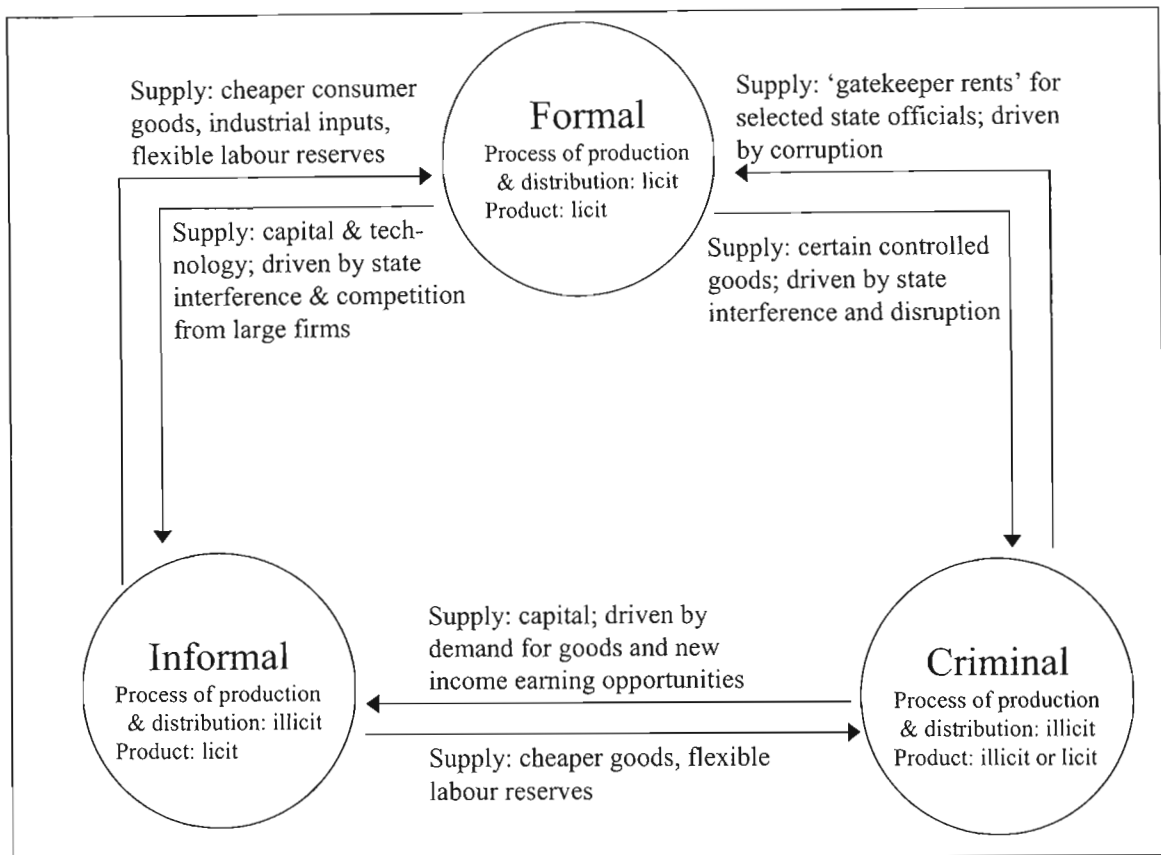 Supply: cheaper consumer
goods, industrial inputs,
flexible labour reserves
Formal
Process of production
& distribution: licit
Product: licit
Supply: ‘gatekeeper rents’ for
selected state officials; driven
by corruption
Supply: capital & tech-
nology; driven by state
interference & competition
from large firms
Supply: certain controlled
goods; driven by state
interference and disruption
Informal
Process of production
& distribution: illicit
Product: licit
Supply: capital; driven by
demand for goods and new
income earning opportunities
Supply: cheaper goods, flexible
labour reserves
Criminal
Process of production
& distribution: illicit
Product: illicit or licit